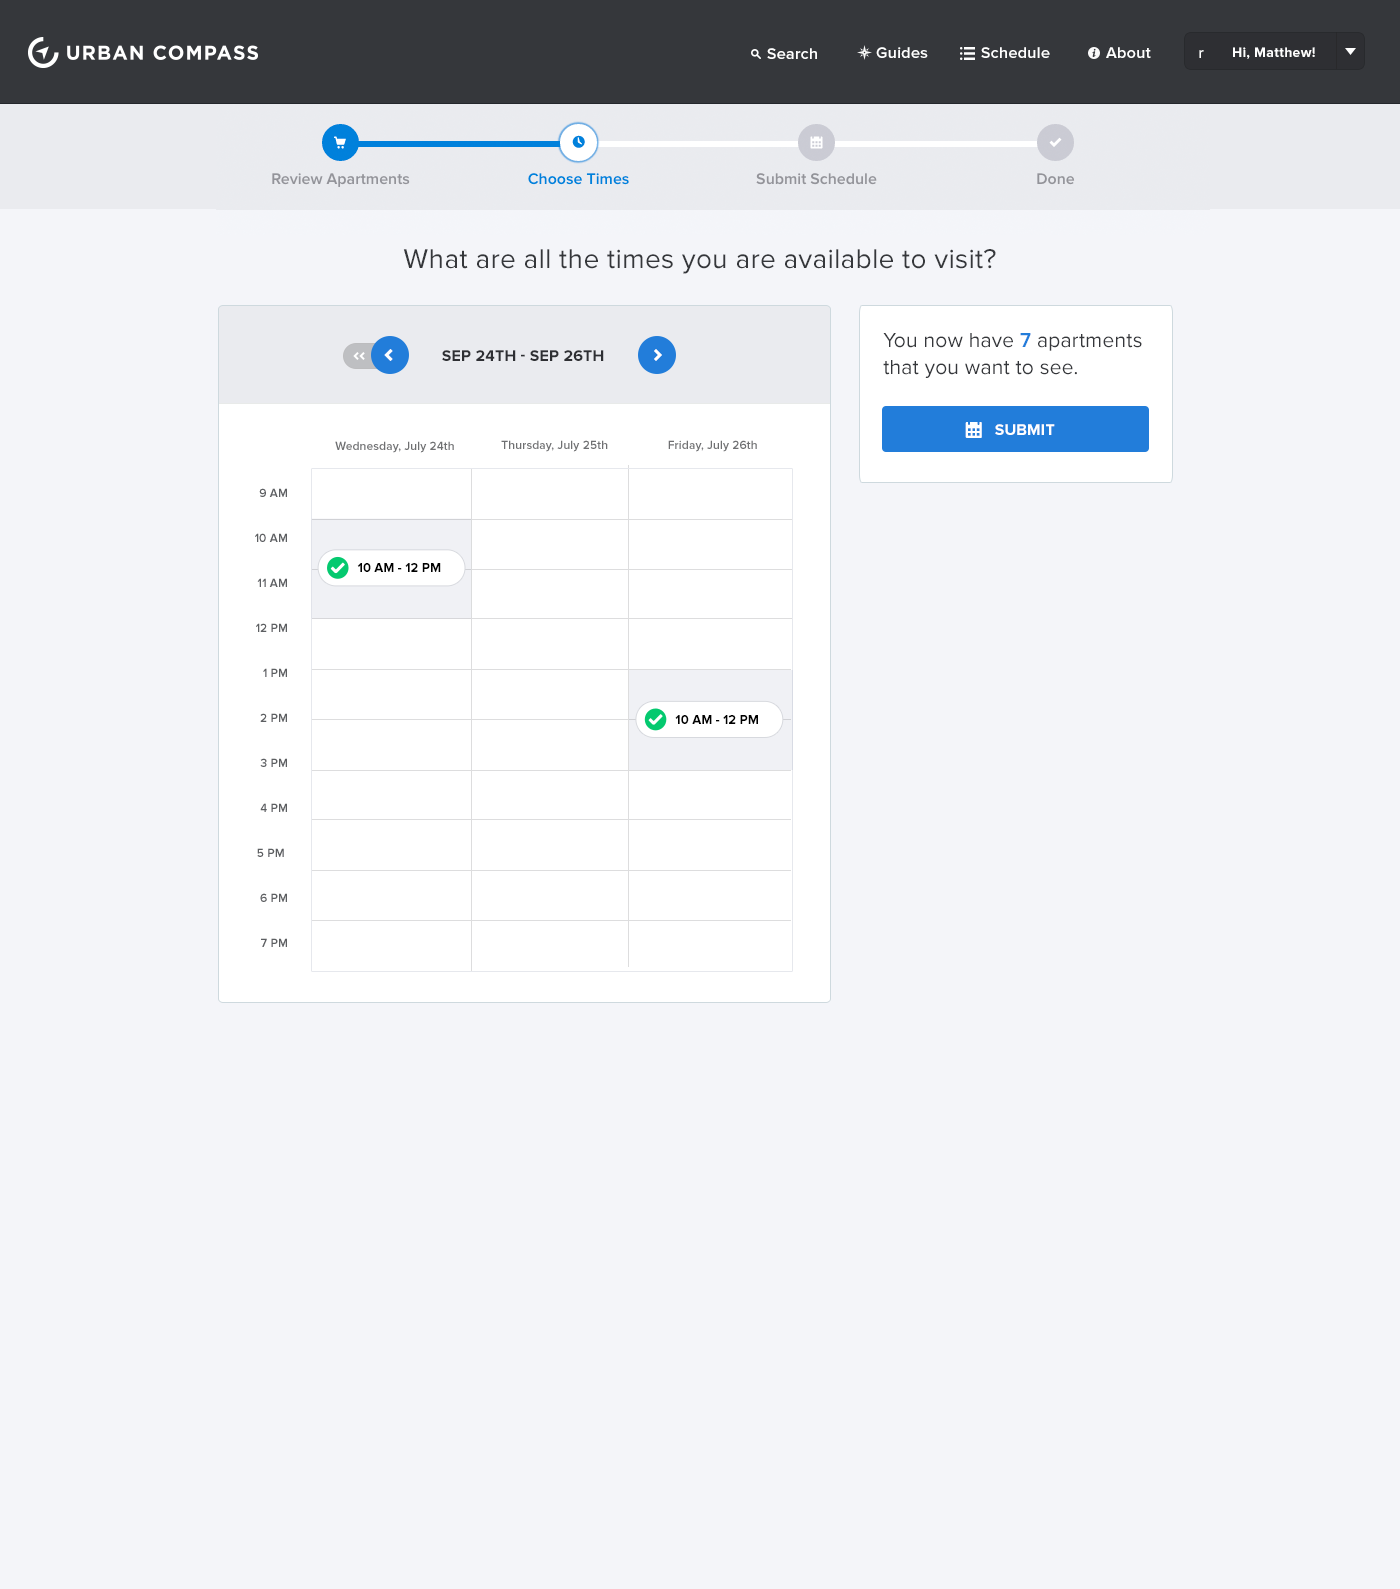 URBAN COMPASS
Search
Guides
Schedule
About
r
Hi, Matthew!
Review Apartments
Choose Times
Submit Schedule
Done
What are all the times you are available to visit?
SEP 24TH - SEP 26TH
You now have 7 apartments
that you want to see.
SUBMIT
Wednesday, July 24th
Thursday, July 25th
Friday, July 26th
9 AM
10 AM
10 AM - 12 PM
11 AM
12 PM
1 PM
2 PM
10 AM - 12 PM
3 PM
4 PM
5 PM
6 PM
7 PM